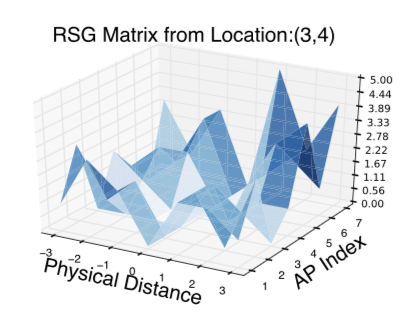 RSG Matrix from Location:(3,4)
5.00
4.44
3.89
3.33
2.78
2.22
1.67
1.11
0.56
0.00
−3 −2 −1 0 1 2 3
Physical Distance
1 2 3 4 5 6 7
AP Index